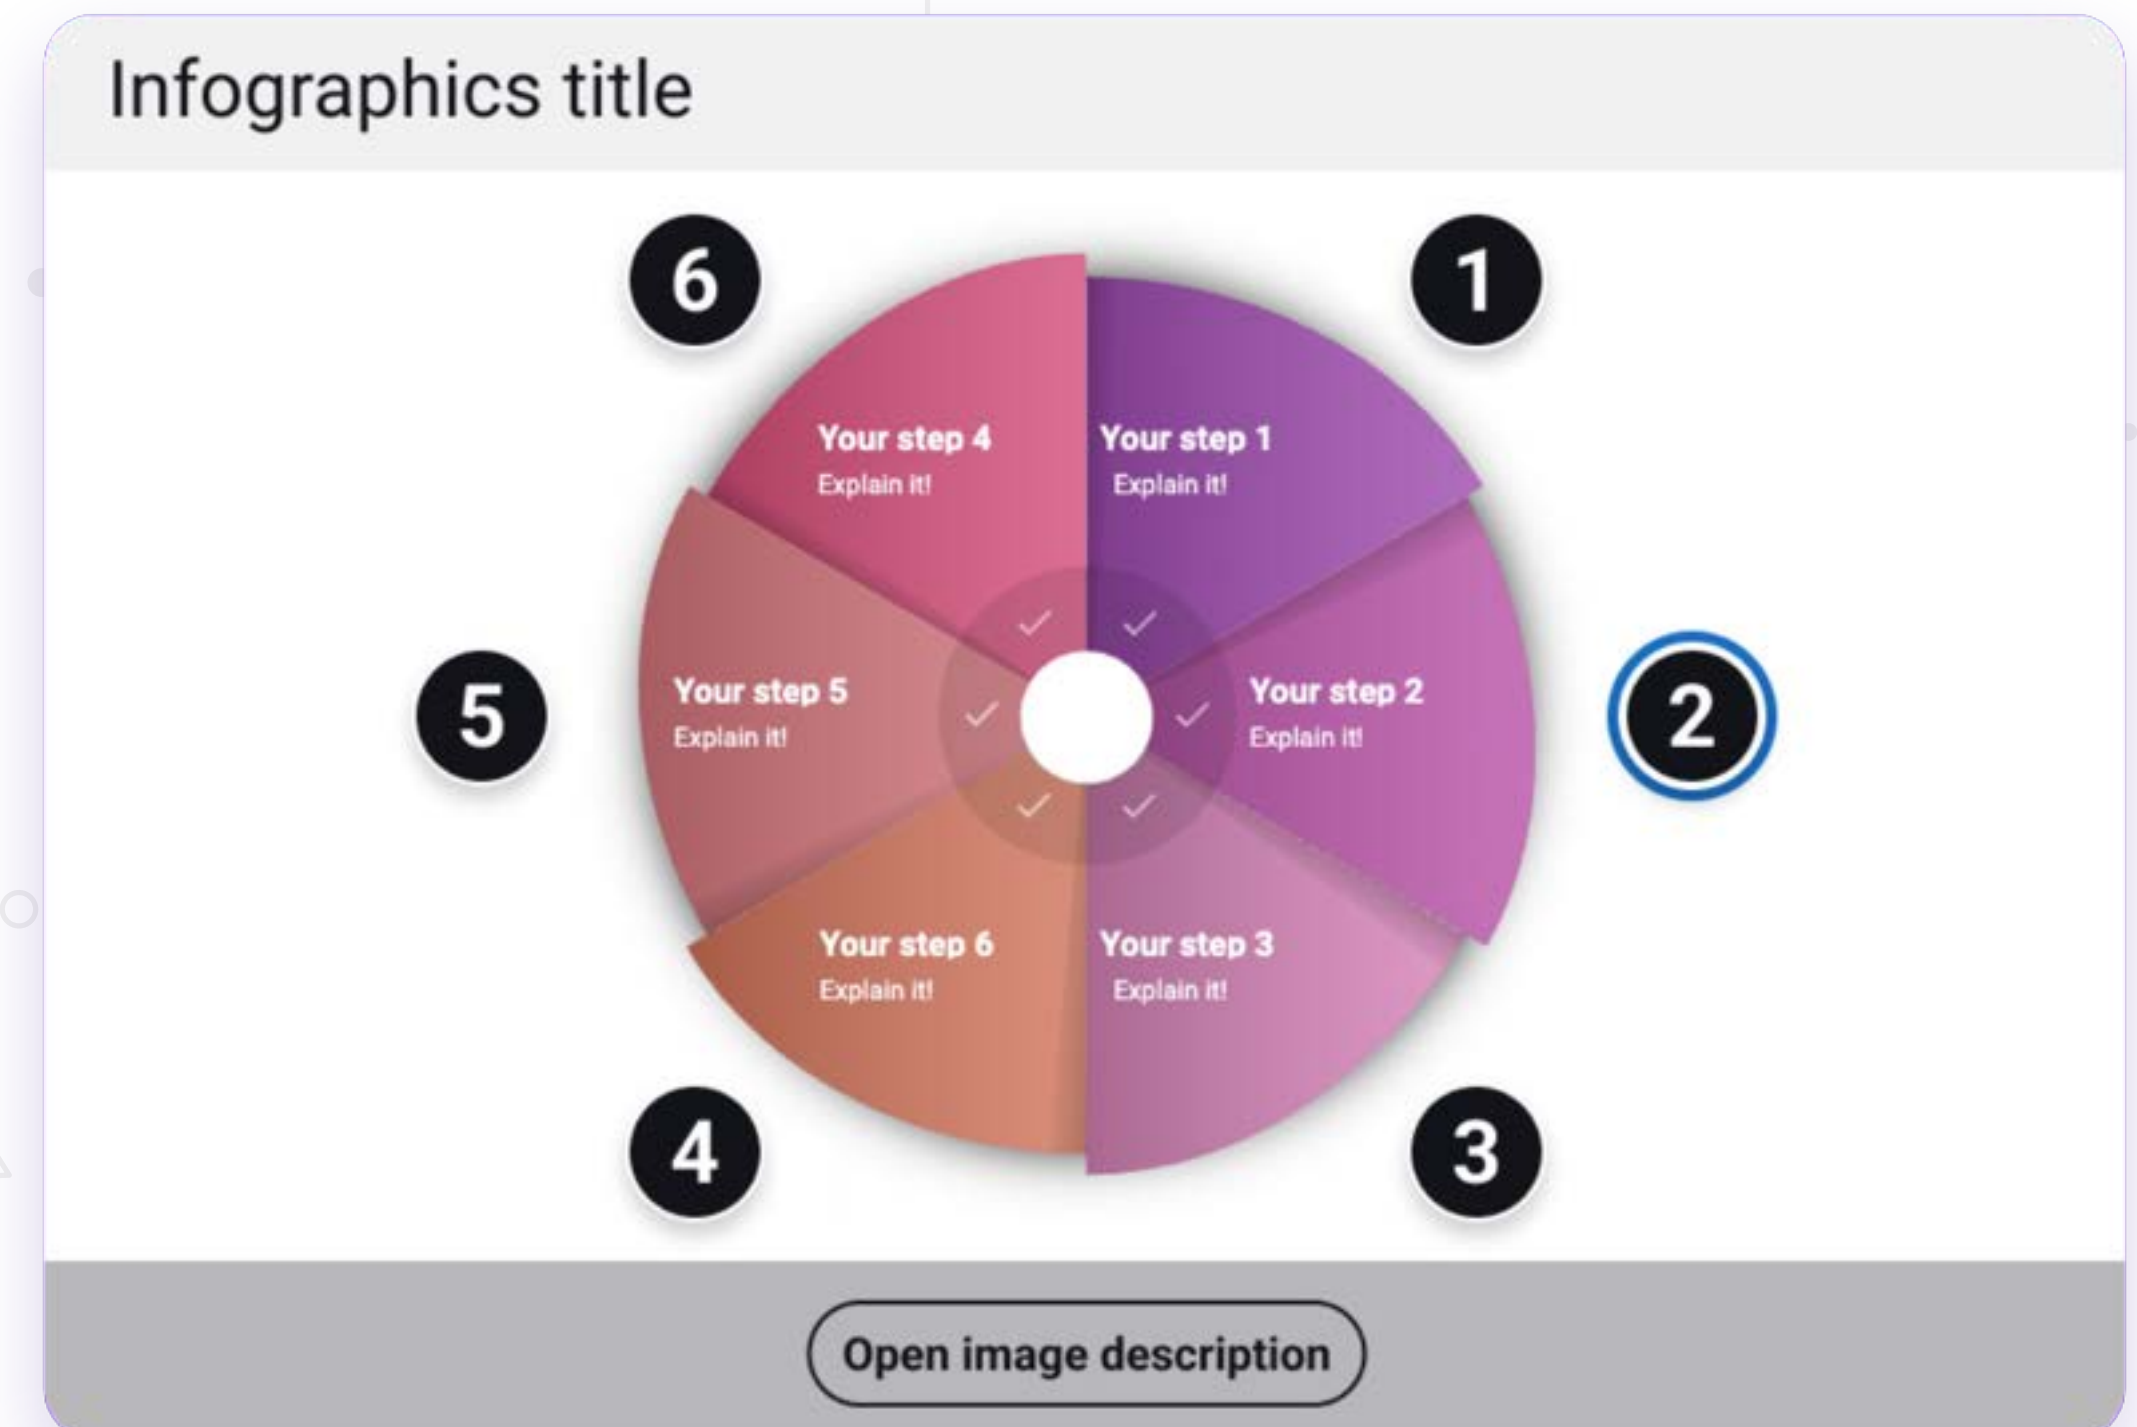 Infographics title
6
1
Your step 4
Explain it!
Your step 1
Explain it!
5
Your step 5
Explain it!
Your step 2
Explain it!
2
Your step 6
Explain it!
Your step 3
Explain it!
4
3
Open image description